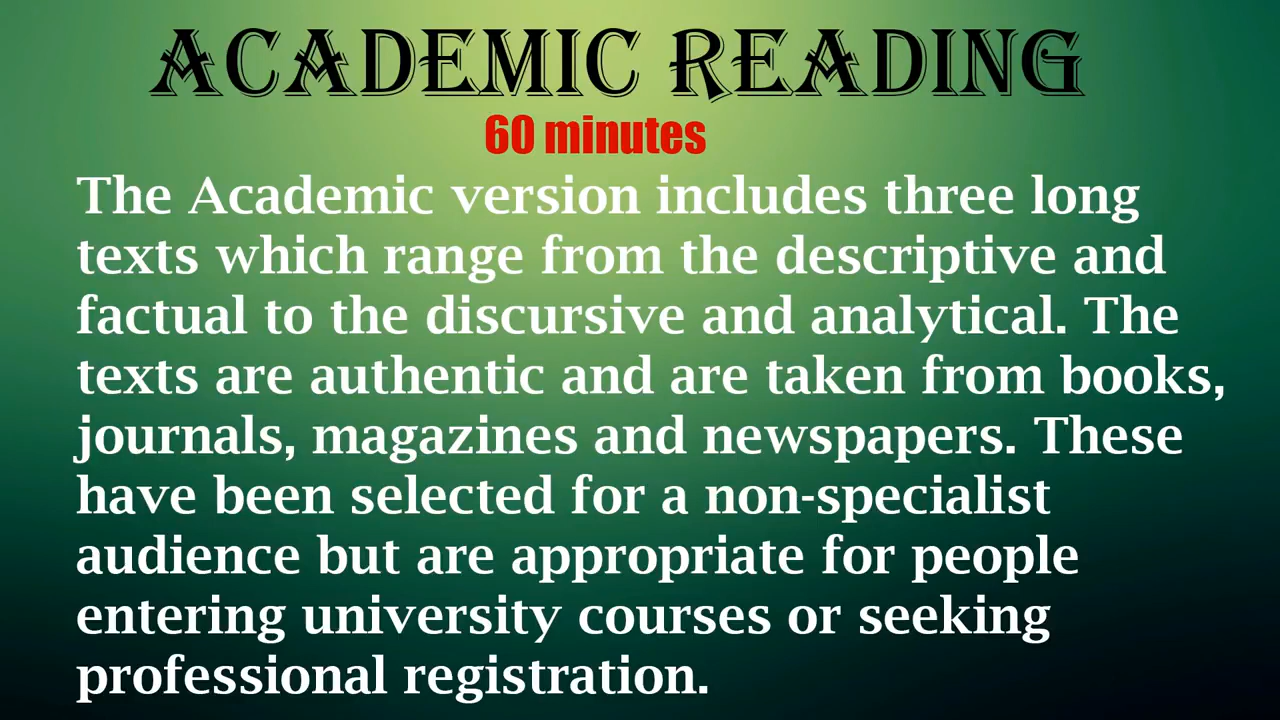 ACADEMIC READING
60 minutes
The Academic version includes three long
texts which range from the descriptive and
factual to the discursive and analytical. The
texts are authentic and are taken from books,
journals, magazines and newspapers. These
have been selected for a non-specialist
audience but are appropriate for people
entering university courses or seeking
professional registration.